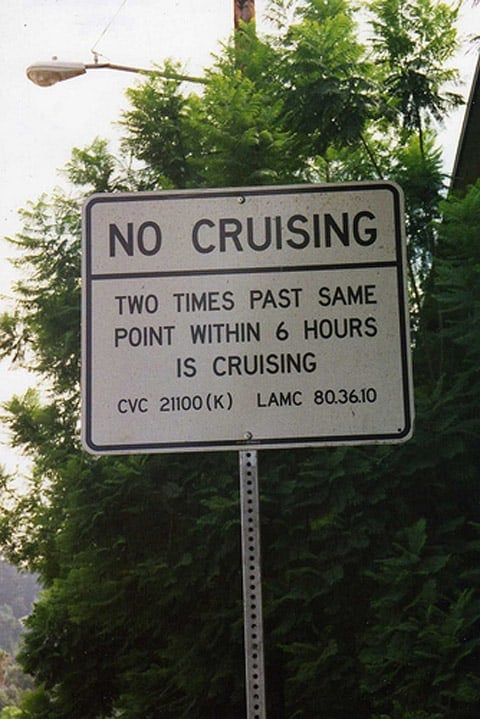 NO CRUISING
TWO TIMES PAST SAME
POINT WITHIN 6 HOURS
IS CRUISING
CVC 21100(K) LAMC 80.36.10